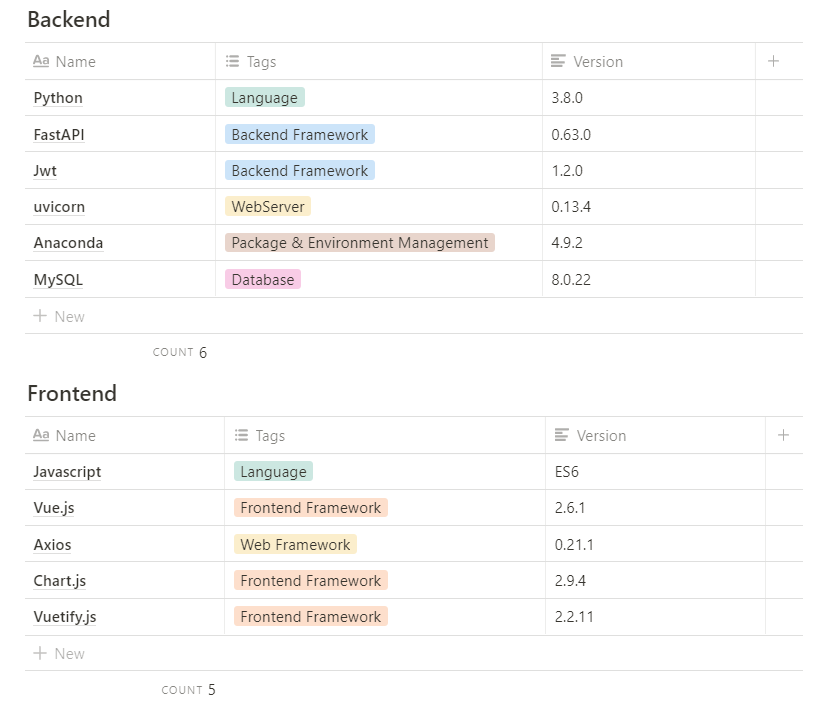 Backend
Aa Name Tags Version +
Python Language 3.8.0
FastAPI Backend Framework 0.63.0
Jwt Backend Framework 1.2.0
uvicorn WebServer 0.13.4
Anaconda Package & Environment Management 4.9.2
MySQL Database 8.0.22
+ New
COUNT 6
Frontend
Aa Name Tags Version +
Javascript Language ES6
Vue.js Frontend Framework 2.6.1
Axios Web Framework 0.21.1
Chart.js Frontend Framework 2.9.4
Vuetify.js Frontend Framework 2.2.11
+ New
COUNT 5